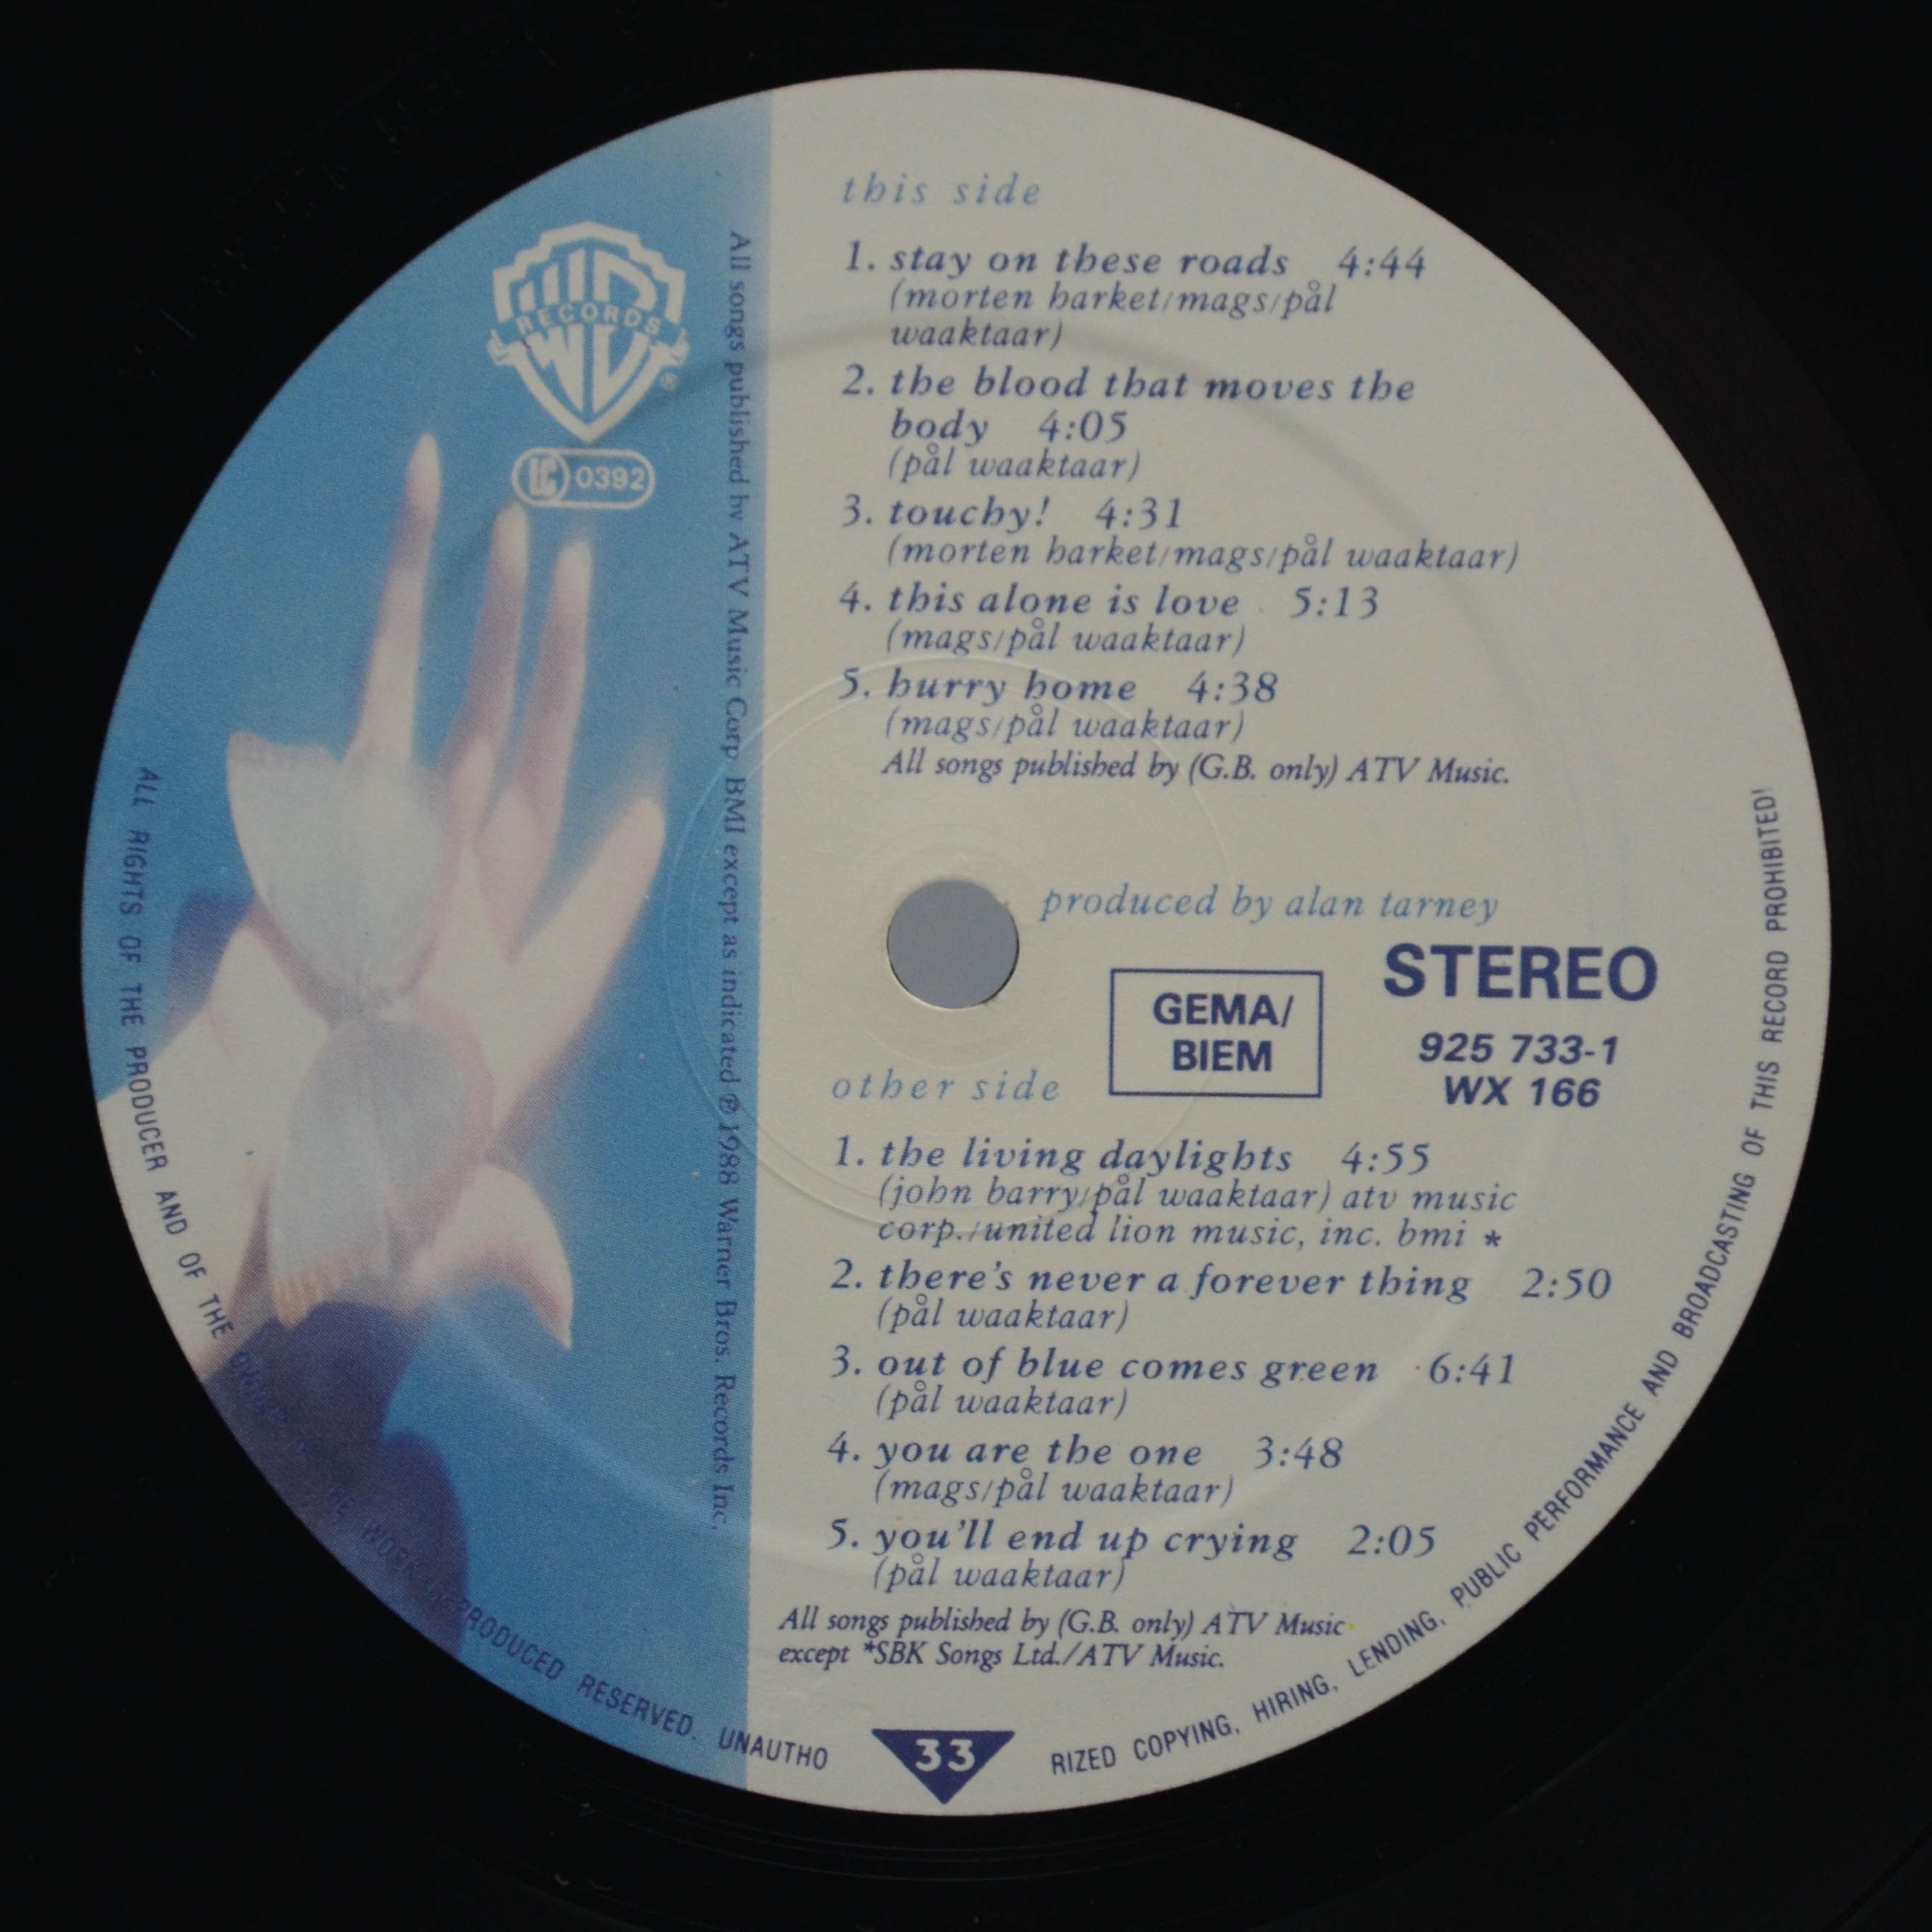 this side
1. stay on these roads 4:44
(morten harket/mags/pål
waaktaar)
2. the blood that moves the
body 4:05
(pål waaktaar)
3. touchy! 4:31
(morten harket/mags/pål waaktaar)
4. this alone is love 5:13
(mags/pål waaktaar)
5. hurry home 4:38
(mags/pål waaktaar)
All songs published by (G.B. only) ATV Music.
produced by alan tarney
STEREO
GEMA/
BIEM
925 733-1
WX 166
other side
1. the living daylights 4:55
(john barry/pål waaktaar) atv music
corp./united lion music, inc. bmi *
2. there's never a forever thing 2:50
(pål waaktaar)
3. out of blue comes green 6:41
(pål waaktaar)
4. you are the one 3:48
(mags/pål waaktaar)
5. you'll end up crying 2:05
(pål waaktaar)
All songs published by (G.B. only) ATV Music
except *SBK Songs Ltd./ATV Music.
33
WB RECORDS ®
LC 0392
All songs published by ATV Music Corp. BMI except as indicated ℗ 1988 Warner Bros. Records Inc.
ALL RIGHTS OF THE PRODUCER AND OF THE OWNER OF THE WORK REPRODUCED RESERVED. UNAUTHO
RIZED COPYING, HIRING, LENDING, PUBLIC PERFORMANCE AND BROADCASTING OF THIS RECORD PROHIBITED!